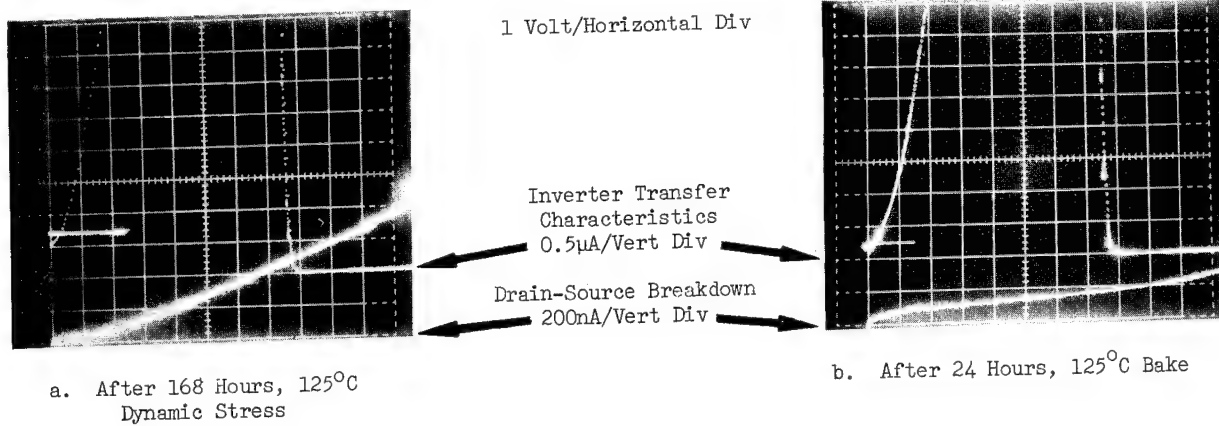 1 Volt/Horizontal Div
Inverter Transfer
Characteristics
0.5μA/Vert Div
Drain-Source Breakdown
200nA/Vert Div
a. After 168 Hours, 125°C
Dynamic Stress
b. After 24 Hours, 125°C Bake